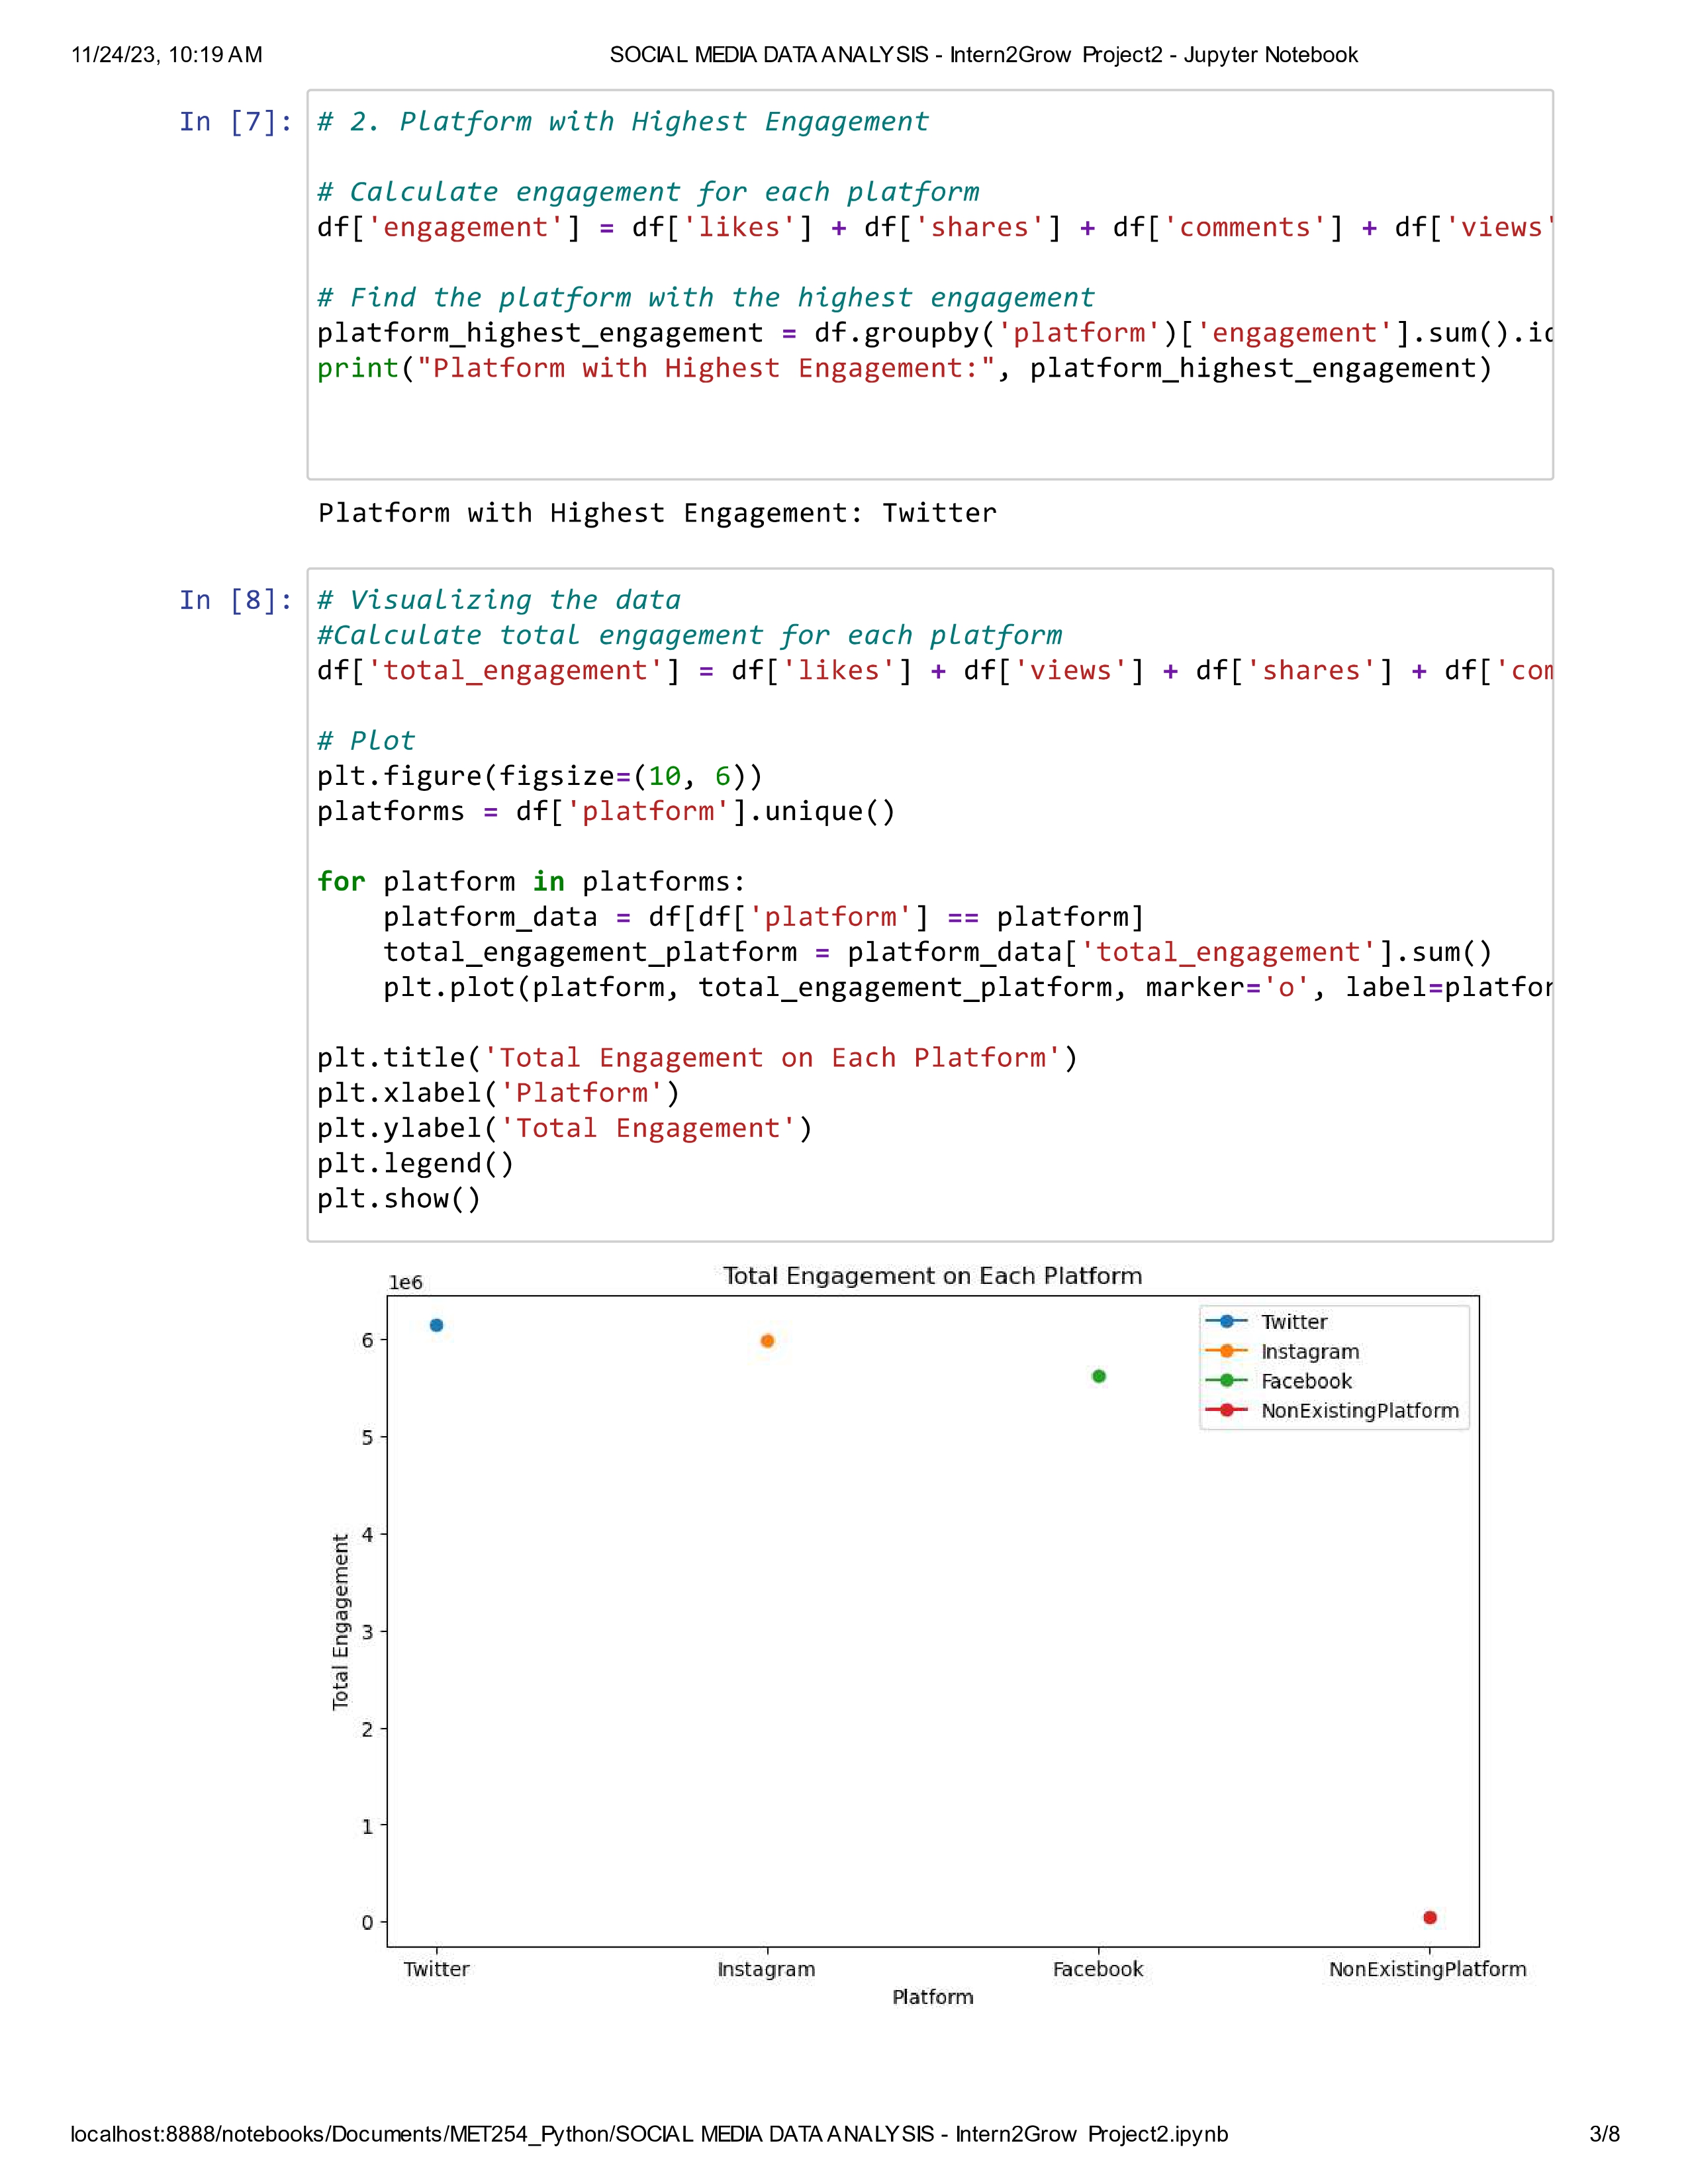 11/24/23, 10:19 AM SOCIAL MEDIA DATA ANALYSIS - Intern2Grow Project2 - Jupyter Notebook
In [7]: # 2. Platform with Highest Engagement
# Calculate engagement for each platform
df['engagement'] = df['likes'] + df['shares'] + df['comments'] + df['views'
# Find the platform with the highest engagement
platform_highest_engagement = df.groupby('platform')['engagement'].sum().id
print("Platform with Highest Engagement:", platform_highest_engagement)
Platform with Highest Engagement: Twitter
In [8]: # Visualizing the data
#Calculate total engagement for each platform
df['total_engagement'] = df['likes'] + df['views'] + df['shares'] + df['com
# Plot
plt.figure(figsize=(10, 6))
platforms = df['platform'].unique()
for platform in platforms:
    platform_data = df[df['platform'] == platform]
    total_engagement_platform = platform_data['total_engagement'].sum()
    plt.plot(platform, total_engagement_platform, marker='o', label=platfor
plt.title('Total Engagement on Each Platform')
plt.xlabel('Platform')
plt.ylabel('Total Engagement')
plt.legend()
plt.show()
Total Engagement on Each Platform
1e6
Twitter
Instagram
Facebook
NonExistingPlatform
6
5
4
3
2
1
0
Total Engagement
Twitter Instagram Facebook NonExistingPlatform
Platform
localhost:8888/notebooks/Documents/MET254_Python/SOCIAL MEDIA DATA ANALYSIS - Intern2Grow Project2.ipynb 3/8